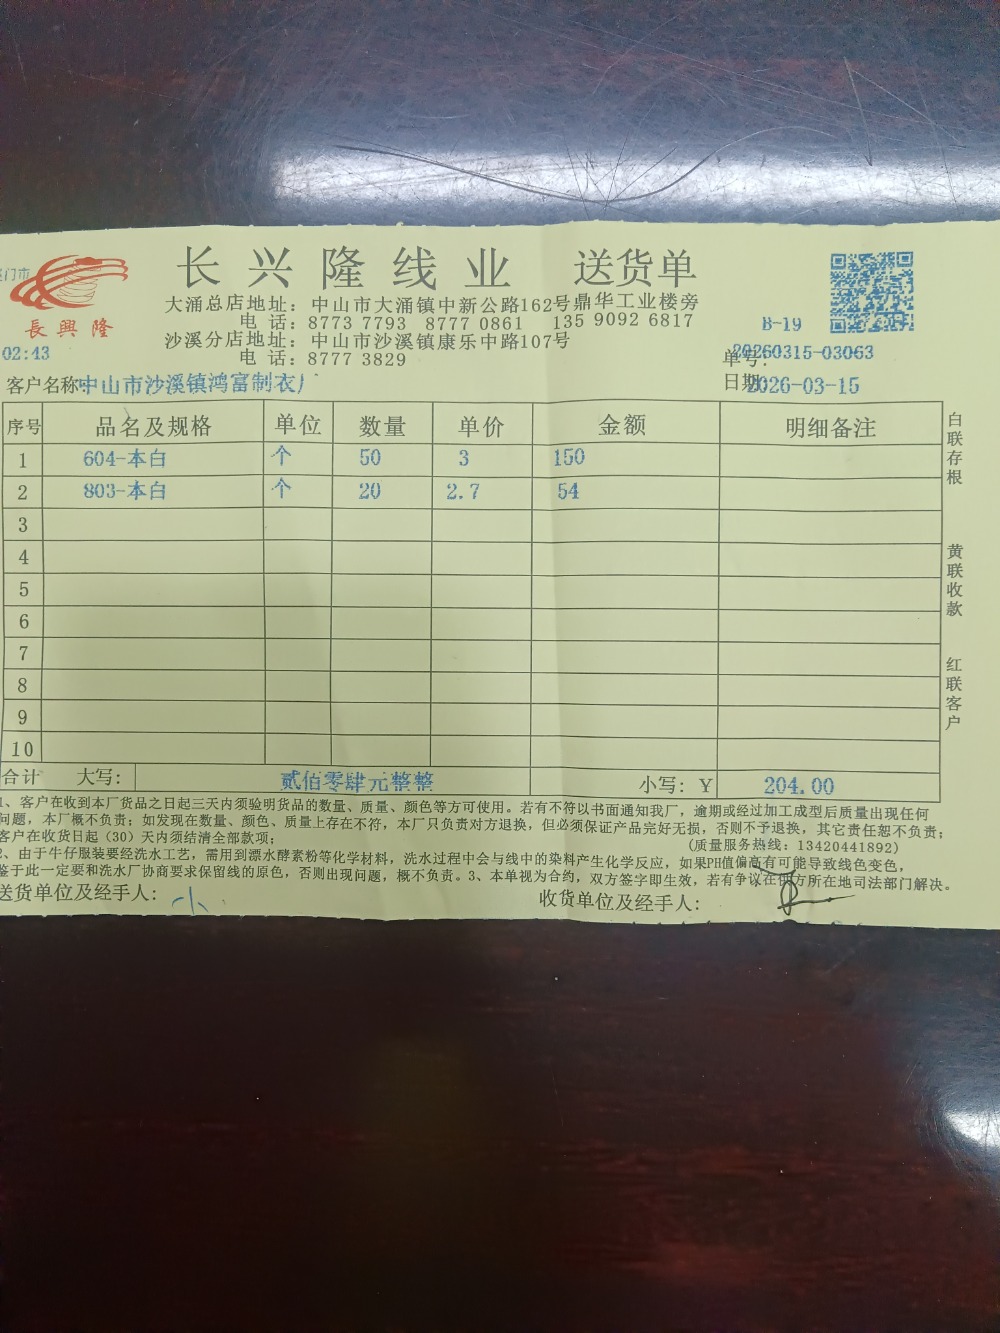 长兴隆线业 送货单
長興隆
大涌总店地址：中山市大涌镇中新公路162号鼎华工业楼旁
电 话：8773 7793 8777 0861 135 9092 6817
沙溪分店地址：中山市沙溪镇康乐中路107号
电 话：8777 3829
B-19
02:43
单号：20260315-03063
客户名称：中山市沙溪镇鸿富制衣厂
日期：2026-03-15
序号 品名及规格 单位 数量 单价 金额 明细备注
1 604-本白 个 50 3 150
2 803-本白 个 20 2.7 54
3
4
5
6
7
8
9
10
合计 大写： 贰佰零肆元整整 小写：Y 204.00
白联存根
黄联收款
红联客户
1、客户在收到本厂货品之日起三天内须验明货品的数量、质量、颜色等方可使用。若有不符以书面通知我厂，逾期或经过加工成型后质量出现任何
问题，本厂概不负责；如发现在数量、颜色、质量上存在不符，本厂只负责对方退换，但必须保证产品完好无损，否则不予退换，其它责任恕不负责；
客户在收货日起（30）天内须结清全部款项； (质量服务热线：13420441892)
2、由于牛仔服装要经洗水工艺，需用到漂水酵素粉等化学材料，洗水过程中会与线中的染料产生化学反应，如果PH值偏高有可能导致线色变色，
鉴于此一定要和洗水厂协商要求保留线的原色，否则出现问题，概不负责。3、本单视为合约，双方签字即生效，若有争议在供方所在地司法部门解决。
送货单位及经手人： 收货单位及经手人：